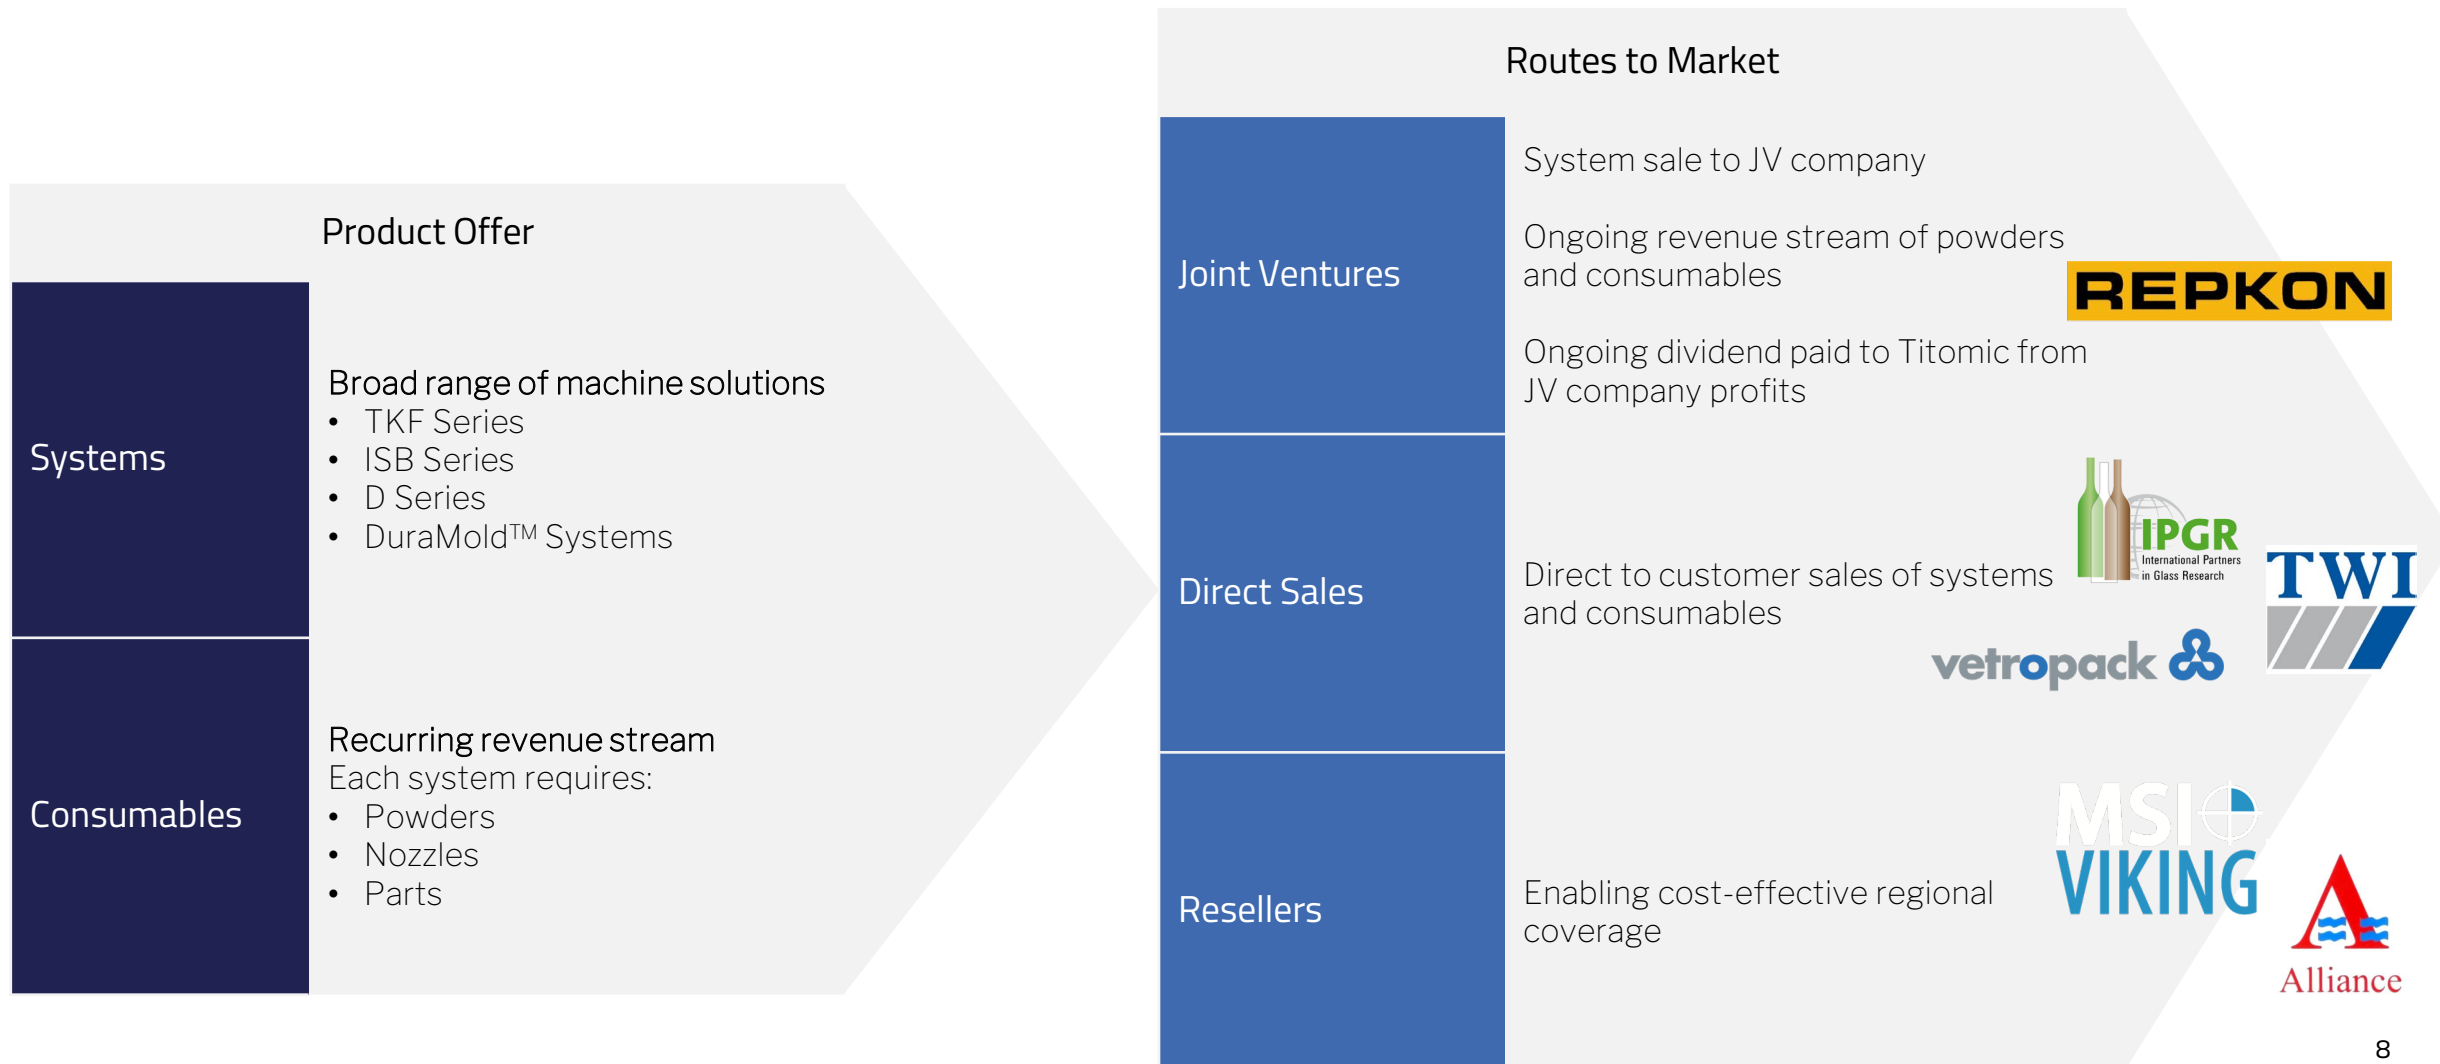 Product Offer
Systems
Broad range of machine solutions
• TKF Series
• ISB Series
• D Series
• DuraMold™ Systems
Consumables
Recurring revenue stream
Each system requires:
• Powders
• Nozzles
• Parts
Routes to Market
Joint Ventures
System sale to JV company
Ongoing revenue stream of powders
and consumables
Ongoing dividend paid to Titomic from
JV company profits
REPKON
Direct Sales
Direct to customer sales of systems
and consumables
IPGR
International Partners
in Glass Research
TWI
vetropack
Resellers
Enabling cost-effective regional
coverage
MSI
VIKING
Alliance
8